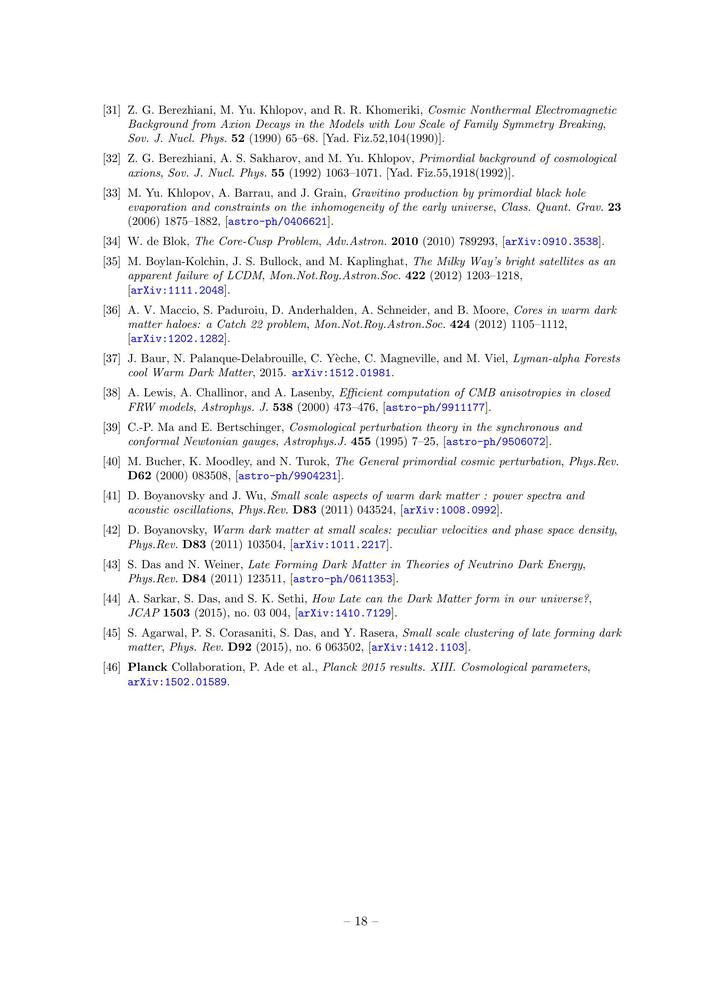 [31] Z. G. Berezhiani, M. Yu. Khlopov, and R. R. Khomeriki, Cosmic Nonthermal Electromagnetic
Background from Axion Decays in the Models with Low Scale of Family Symmetry Breaking,
Sov. J. Nucl. Phys. 52 (1990) 65–68. [Yad. Fiz.52,104(1990)].
[32] Z. G. Berezhiani, A. S. Sakharov, and M. Yu. Khlopov, Primordial background of cosmological
axions, Sov. J. Nucl. Phys. 55 (1992) 1063–1071. [Yad. Fiz.55,1918(1992)].
[33] M. Yu. Khlopov, A. Barrau, and J. Grain, Gravitino production by primordial black hole
evaporation and constraints on the inhomogeneity of the early universe, Class. Quant. Grav. 23
(2006) 1875–1882, [astro-ph/0406621].
[34] W. de Blok, The Core-Cusp Problem, Adv.Astron. 2010 (2010) 789293, [arXiv:0910.3538].
[35] M. Boylan-Kolchin, J. S. Bullock, and M. Kaplinghat, The Milky Way's bright satellites as an
apparent failure of LCDM, Mon.Not.Roy.Astron.Soc. 422 (2012) 1203–1218,
[arXiv:1111.2048].
[36] A. V. Maccio, S. Paduroiu, D. Anderhalden, A. Schneider, and B. Moore, Cores in warm dark
matter haloes: a Catch 22 problem, Mon.Not.Roy.Astron.Soc. 424 (2012) 1105–1112,
[arXiv:1202.1282].
[37] J. Baur, N. Palanque-Delabrouille, C. Yèche, C. Magneville, and M. Viel, Lyman-alpha Forests
cool Warm Dark Matter, 2015. arXiv:1512.01981.
[38] A. Lewis, A. Challinor, and A. Lasenby, Efficient computation of CMB anisotropies in closed
FRW models, Astrophys. J. 538 (2000) 473–476, [astro-ph/9911177].
[39] C.-P. Ma and E. Bertschinger, Cosmological perturbation theory in the synchronous and
conformal Newtonian gauges, Astrophys.J. 455 (1995) 7–25, [astro-ph/9506072].
[40] M. Bucher, K. Moodley, and N. Turok, The General primordial cosmic perturbation, Phys.Rev.
D62 (2000) 083508, [astro-ph/9904231].
[41] D. Boyanovsky and J. Wu, Small scale aspects of warm dark matter : power spectra and
acoustic oscillations, Phys.Rev. D83 (2011) 043524, [arXiv:1008.0992].
[42] D. Boyanovsky, Warm dark matter at small scales: peculiar velocities and phase space density,
Phys.Rev. D83 (2011) 103504, [arXiv:1011.2217].
[43] S. Das and N. Weiner, Late Forming Dark Matter in Theories of Neutrino Dark Energy,
Phys.Rev. D84 (2011) 123511, [astro-ph/0611353].
[44] A. Sarkar, S. Das, and S. K. Sethi, How Late can the Dark Matter form in our universe?,
JCAP 1503 (2015), no. 03 004, [arXiv:1410.7129].
[45] S. Agarwal, P. S. Corasaniti, S. Das, and Y. Rasera, Small scale clustering of late forming dark
matter, Phys. Rev. D92 (2015), no. 6 063502, [arXiv:1412.1103].
[46] Planck Collaboration, P. Ade et al., Planck 2015 results. XIII. Cosmological parameters,
arXiv:1502.01589.
– 18 –